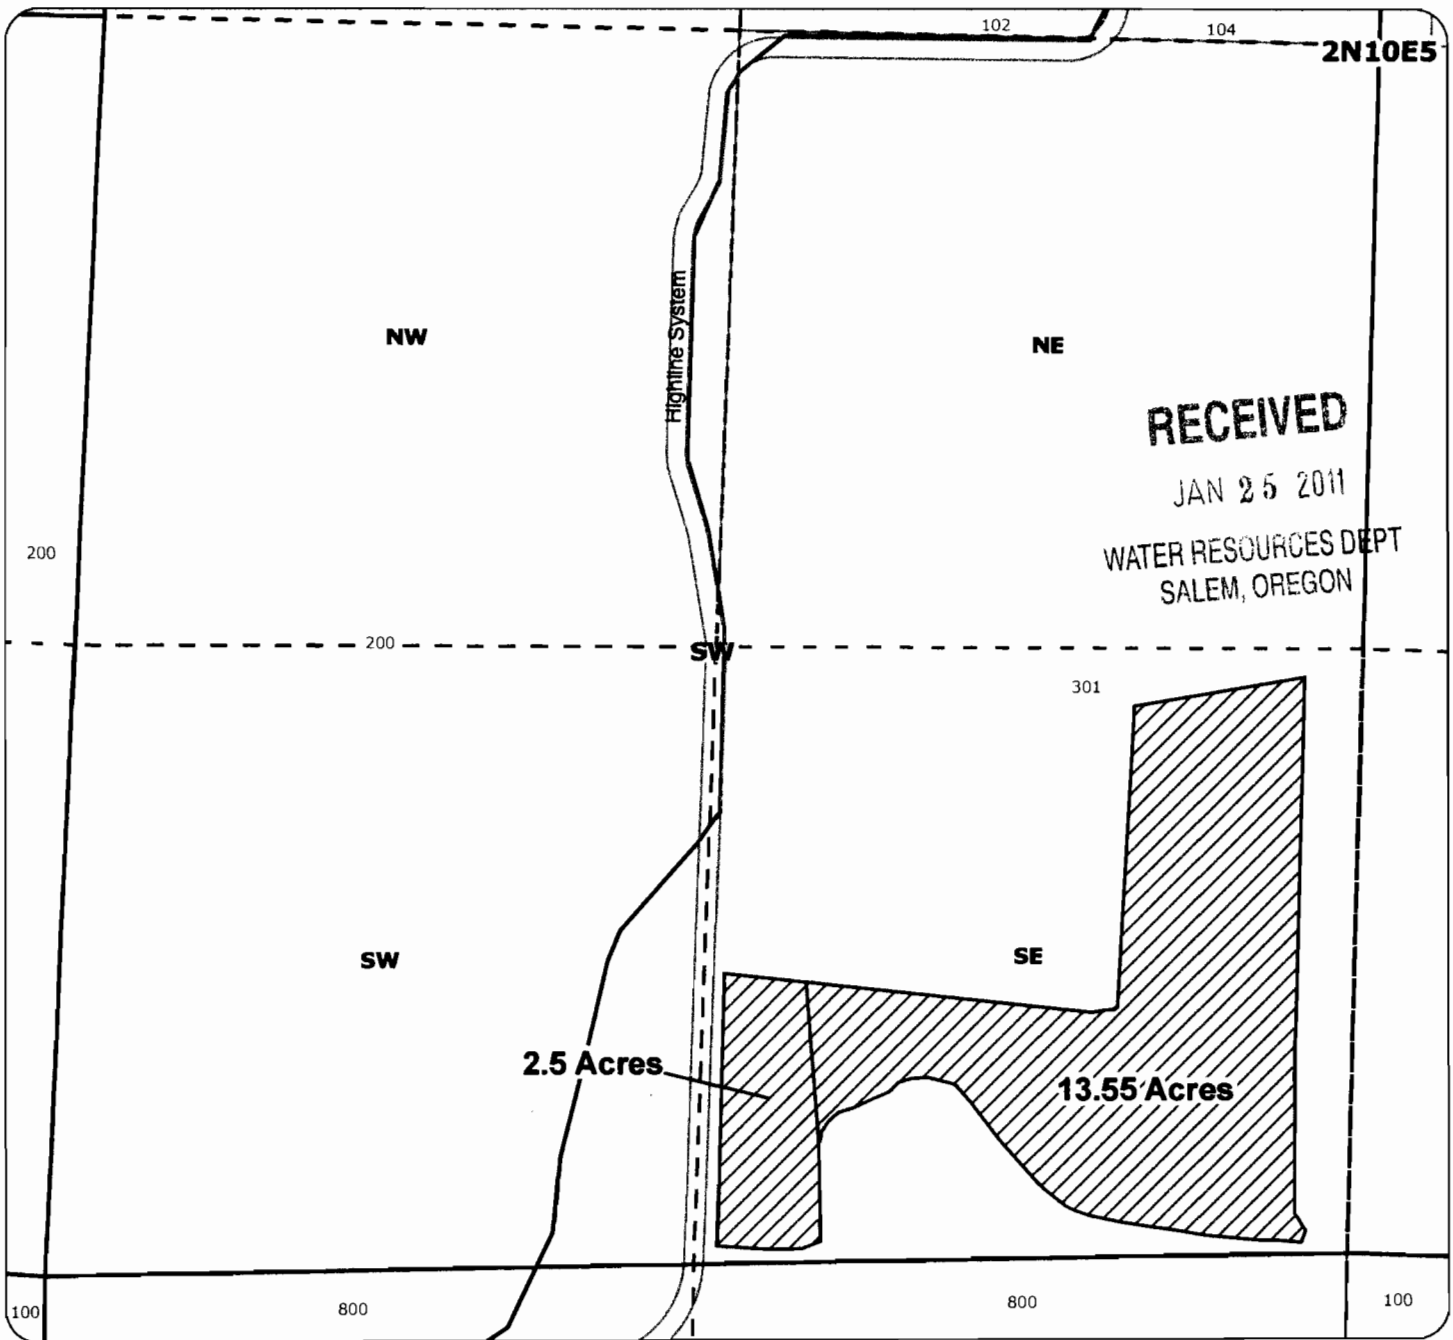 102
104
2N10E5
Highline System
NW
NE
RECEIVED
JAN 25 2011
WATER RESOURCES DEPT
SALEM, OREGON
200
200
SW
301
SW
SE
2.5 Acres
13.55 Acres
100
800
800
100